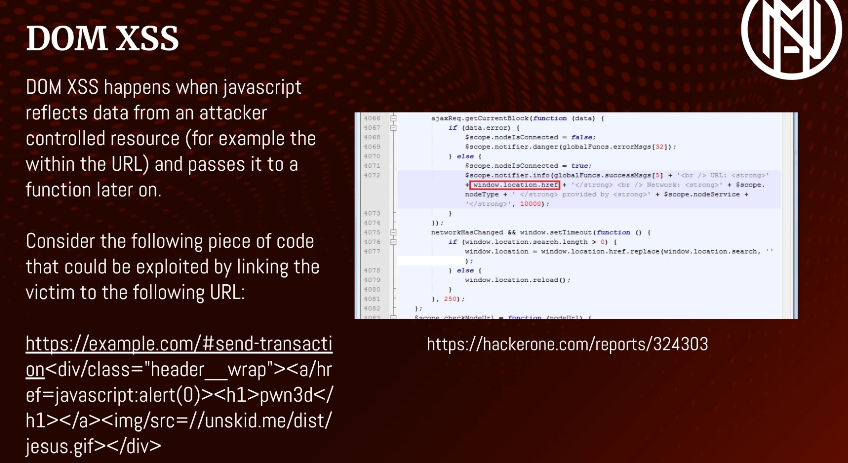 DOM XSS
DOM XSS happens when javascript
reflects data from an attacker
controlled resource (for example the
within the URL) and passes it to a
function later on.
Consider the following piece of code
that could be exploited by linking the
victim to the following URL:
https://example.com/#send-transacti
on<div/class="header__wrap"><a/hr
ef=javascript:alert(0)><h1>pwn3d</
h1></a><img/src=//unskid.me/dist/
jesus.gif></div>
4066 ajaxReq.getCurrentBlock(function (data) {
4067 if (data.error) {
4068 $scope.nodeIsConnected = false;
4069 $scope.notifier.danger(globalFuncs.errorMsgs[32]);
4070 } else {
4071 $scope.nodeIsConnected = true;
4072 $scope.notifier.info(globalFuncs.successMsgs[5] + '<br /> URL: <strong>'
+ window.location.href + '</strong> <br /> Network: <strong>' + $scope.
nodeType + ' </strong> provided by <strong>' + $scope.nodeService +
'</strong>', 10000);
4073 }
4074 });
4075 networkHasChanged && window.setTimeout(function () {
4076 if (window.location.search.length > 0) {
4077 window.location = window.location.href.replace(window.location.search, ''
);
4078 } else {
4079 window.location.reload();
4080 }
4081 }, 250);
4082 };
4083 $scope.checkNodeUrl = function (nodeUrl) {
https://hackerone.com/reports/324303